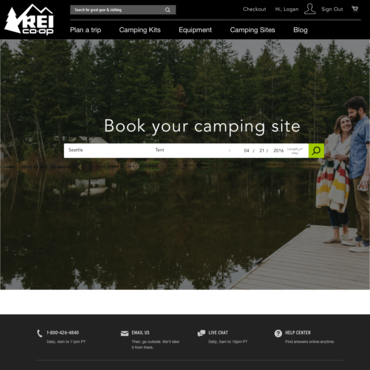 REI
CO-OP
Search for great gear & clothing
Checkout Hi, Logan Sign Out
Plan a trip Camping Kits Equipment Camping Sites Blog
Book your camping site
Seattle Tent 04 / 21 / 2016
1-800-426-4840 EMAIL US LIVE CHAT HELP CENTER
Daily, 4am to 11pm PT Then, go outside. We'll take Daily, 5am to 10pm PT Find answers online anytime
it from there.